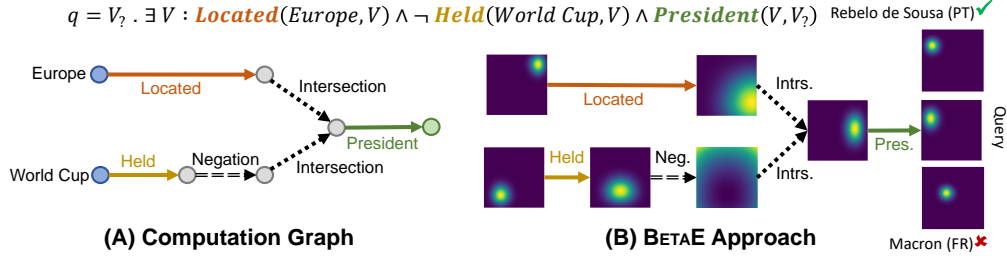 q = V? . ∃ V : Located(Europe, V) ∧ ¬ Held(World Cup, V) ∧ President(V, V?)
Rebelo de Sousa (PT)✓
Europe
Located
Intersection
President
World Cup
Held
Negation
Intersection
(A) Computation Graph
Located
Intrs.
Held
Neg.
Intrs.
Pres.
Query
Macron (FR)✘
(B) BETAE Approach